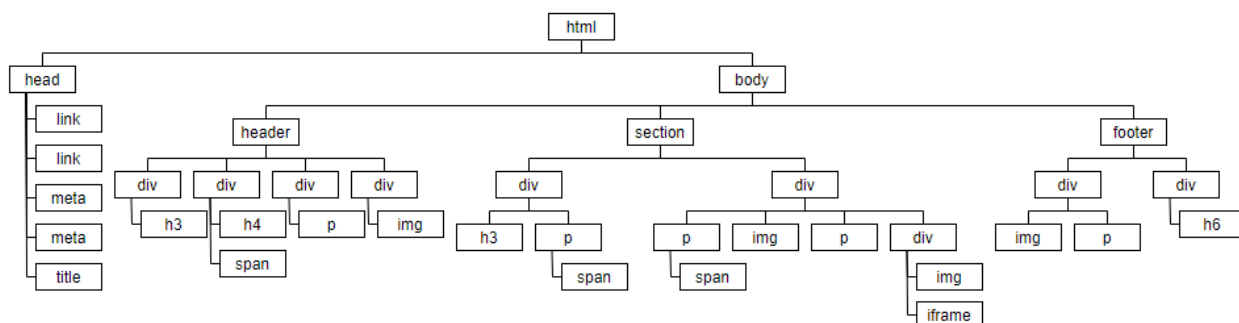 html
head body
link
link
meta
meta
title
header section footer
div div div div div div div div
h3 h4 p img h3 p p img p div img p h6
span span span img
iframe